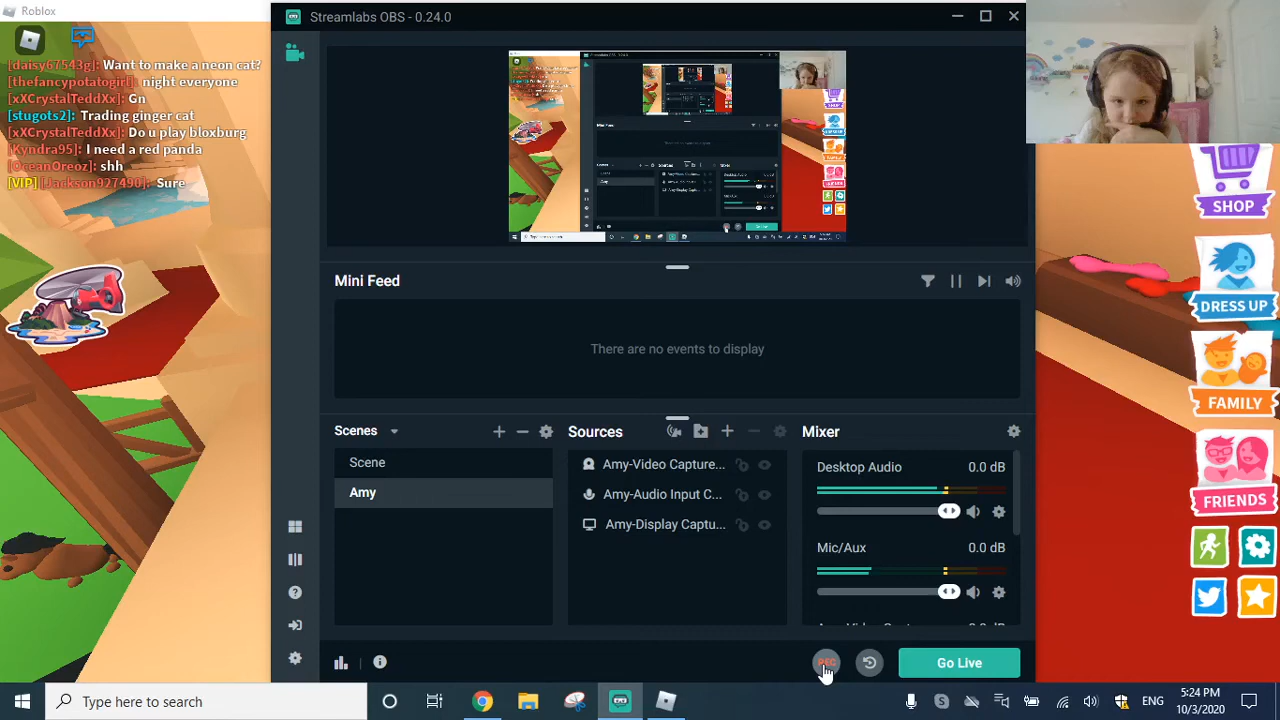 Roblox
[daisy67543g]: Want to make a neon cat?
[thefancypotatogirl]: night everyone
[xXCrystalTeddXx]: Gn
[stugots2]: Trading ginger cat
[xXCrystalTeddXx]: Do u play bloxburg
[Kyndra95]: I need a red panda
[OceanOreoz]: shh
[VIP][Jackson927490]: Sure
Streamlabs OBS - 0.24.0
Mini Feed
There are no events to display
Scenes
Scene
Amy
Sources
Amy-Video Capture...
Amy-Audio Input C...
Amy-Display Captu...
Mixer
Desktop Audio 0.0 dB
Mic/Aux 0.0 dB
REC
Go Live
SHOP
DRESS UP
FAMILY
FRIENDS
Type here to search
ENG
5:24 PM
10/3/2020